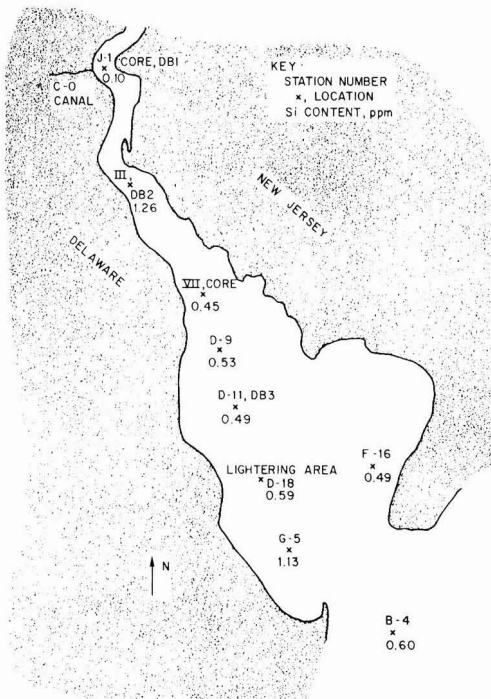 J-1 CORE, DB1
0.10
C-D
CANAL
KEY
STATION NUMBER
×, LOCATION
Si CONTENT, ppm
III
DB2
1.26
NEW JERSEY
DELAWARE
VII, CORE
0.45
D-9
0.53
D-11, DB3
0.49
F-16
0.49
LIGHTERING AREA
D-18
0.59
G-5
1.13
N
B-4
0.60